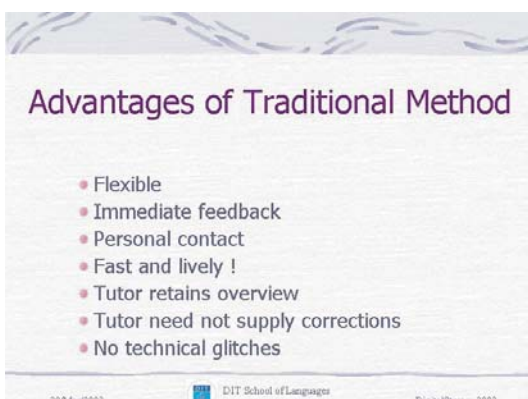 Advantages of Traditional Method
Flexible
Immediate feedback
Personal contact
Fast and lively !
Tutor retains overview
Tutor need not supply corrections
No technical glitches
DIT School of Languages